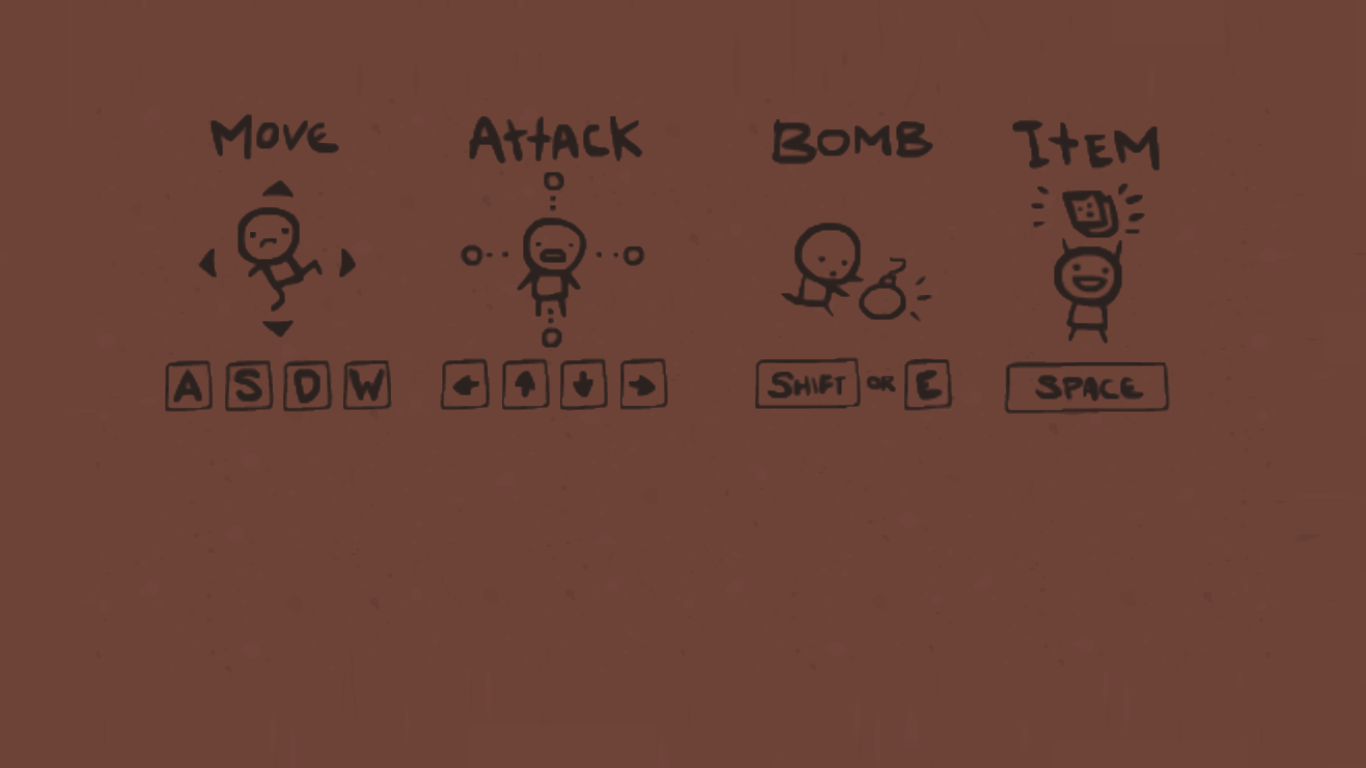 Move Attack Bomb Item
A S D W ← ↑ ↓ → Shift or E Space